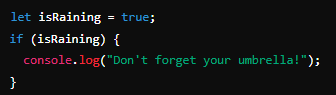 let isRaining = true;
if (isRaining) {
  console.log("Don't forget your umbrella!");
}